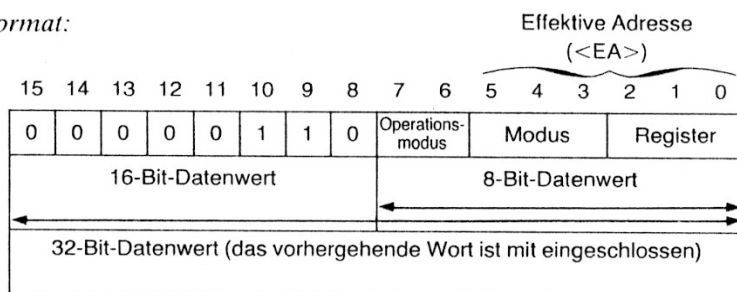 ormat:
Effektive Adresse
(<EA>)
15 14 13 12 11 10 9 8 7 6 5 4 3 2 1 0
0 0 0 0 0 1 1 0 Operations-
modus Modus Register
16-Bit-Datenwert 8-Bit-Datenwert
32-Bit-Datenwert (das vorhergehende Wort ist mit eingeschlossen)